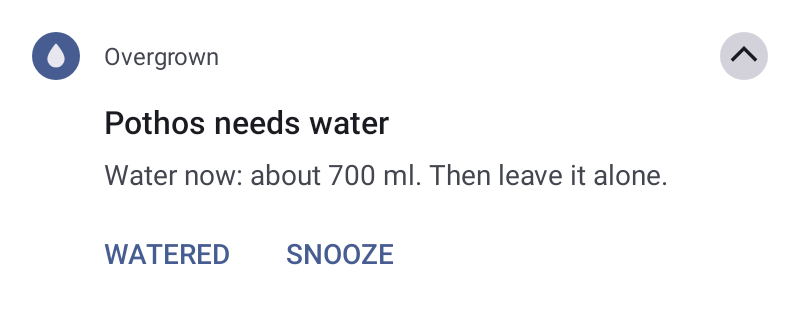 Overgrown
Pothos needs water
Water now: about 700 ml. Then leave it alone.
WATERED SNOOZE